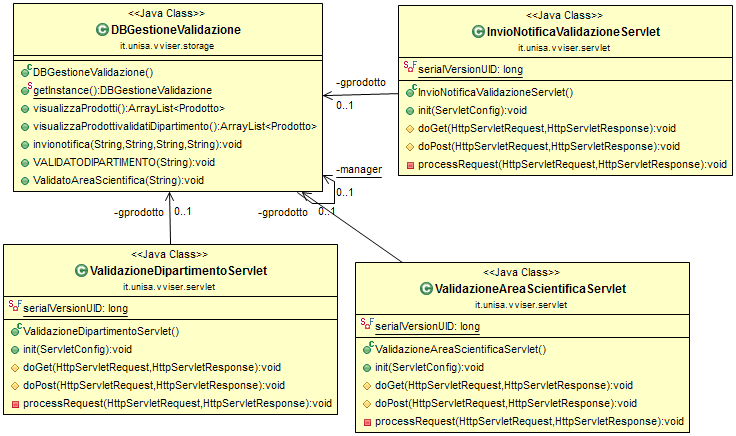 <<Java Class>>
DBGestioneValidazione
it.unisa.vviser.storage
DBGestioneValidazione()
getInstance():DBGestioneValidazione
visualizzaProdotti():ArrayList<Prodotto>
visualizzaProdottivalidatiDipartimento():ArrayList<Prodotto>
invionotifica(String,String,String,String):void
VALIDATODIPARTIMENTO(String):void
ValidatoAreaScientifica(String):void
<<Java Class>>
InvioNotificaValidazioneServlet
it.unisa.vviser.servlet
serialVersionUID: long
InvioNotificaValidazioneServlet()
init(ServletConfig):void
doGet(HttpServletRequest,HttpServletResponse):void
doPost(HttpServletRequest,HttpServletResponse):void
processRequest(HttpServletRequest,HttpServletResponse):void
-gprodotto
0..1
-manager
0..1
0..1
-gprodotto
-gprodotto
0..1
<<Java Class>>
ValidazioneDipartimentoServlet
it.unisa.vviser.servlet
serialVersionUID: long
ValidazioneDipartimentoServlet()
init(ServletConfig):void
doGet(HttpServletRequest,HttpServletResponse):void
doPost(HttpServletRequest,HttpServletResponse):void
processRequest(HttpServletRequest,HttpServletResponse):void
<<Java Class>>
ValidazioneAreaScientificaServlet
it.unisa.vviser.servlet
serialVersionUID: long
ValidazioneAreaScientificaServlet()
init(ServletConfig):void
doGet(HttpServletRequest,HttpServletResponse):void
doPost(HttpServletRequest,HttpServletResponse):void
processRequest(HttpServletRequest,HttpServletResponse):void